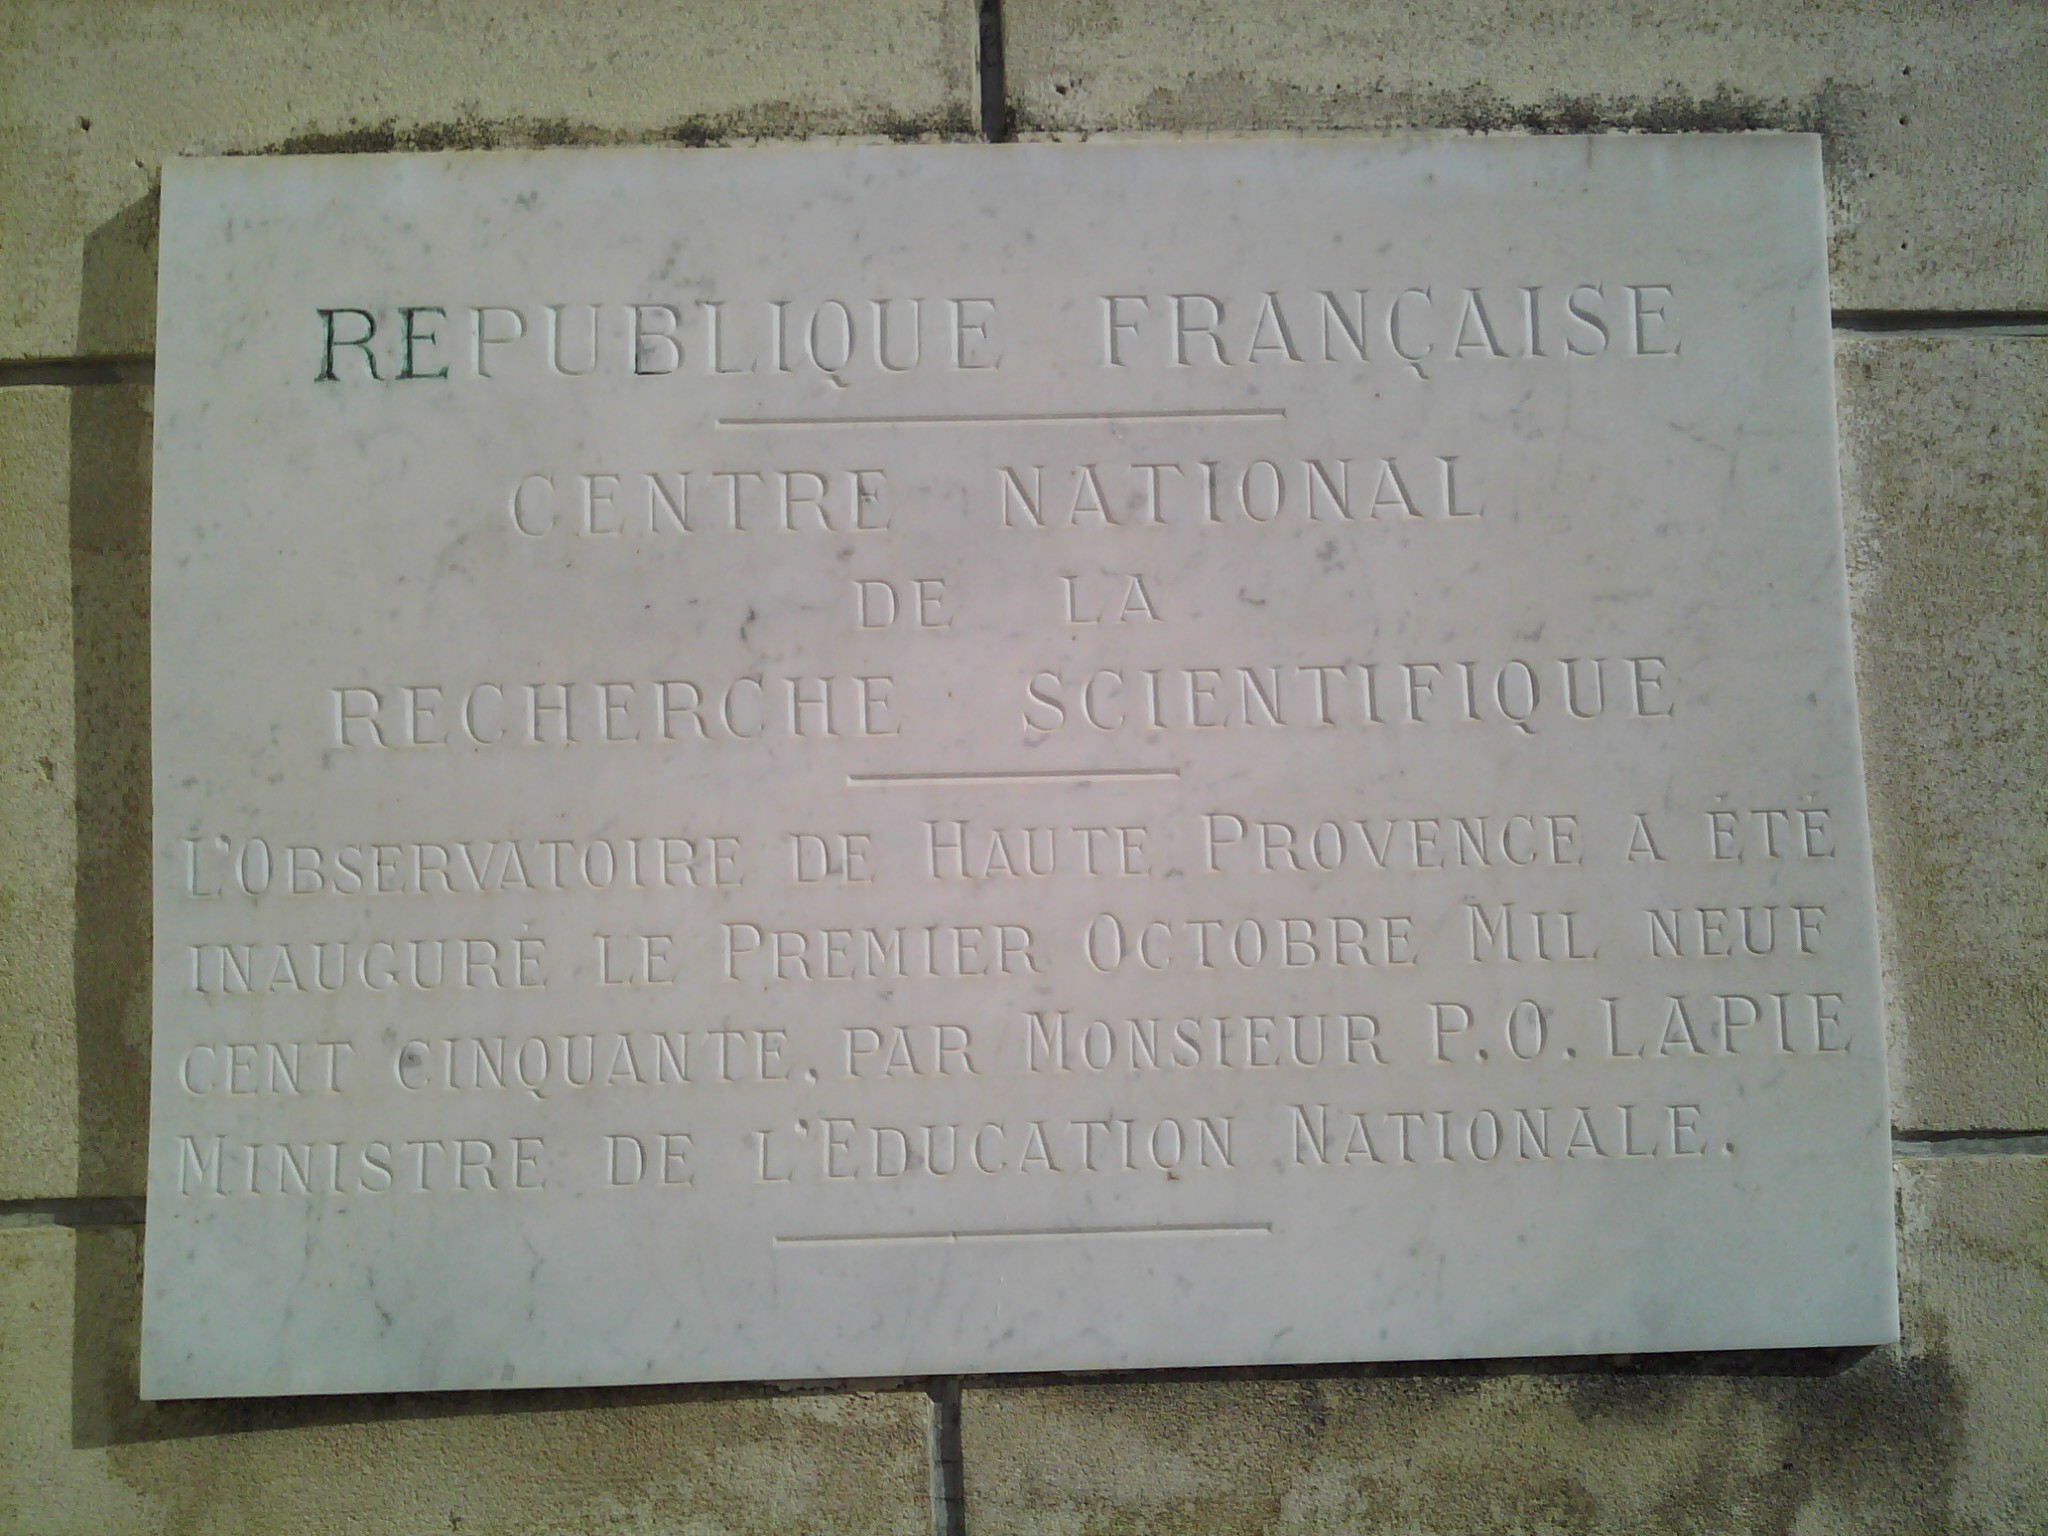 REPUBLIQUE FRANÇAISE
CENTRE NATIONAL
DE LA
RECHERCHE SCIENTIFIQUE
L'OBSERVATOIRE DE HAUTE PROVENCE A ÉTÉ
INAUGURÉ LE PREMIER OCTOBRE MIL NEUF
CENT CINQUANTE, PAR MONSIEUR P.O. LAPIE
MINISTRE DE L'EDUCATION NATIONALE.